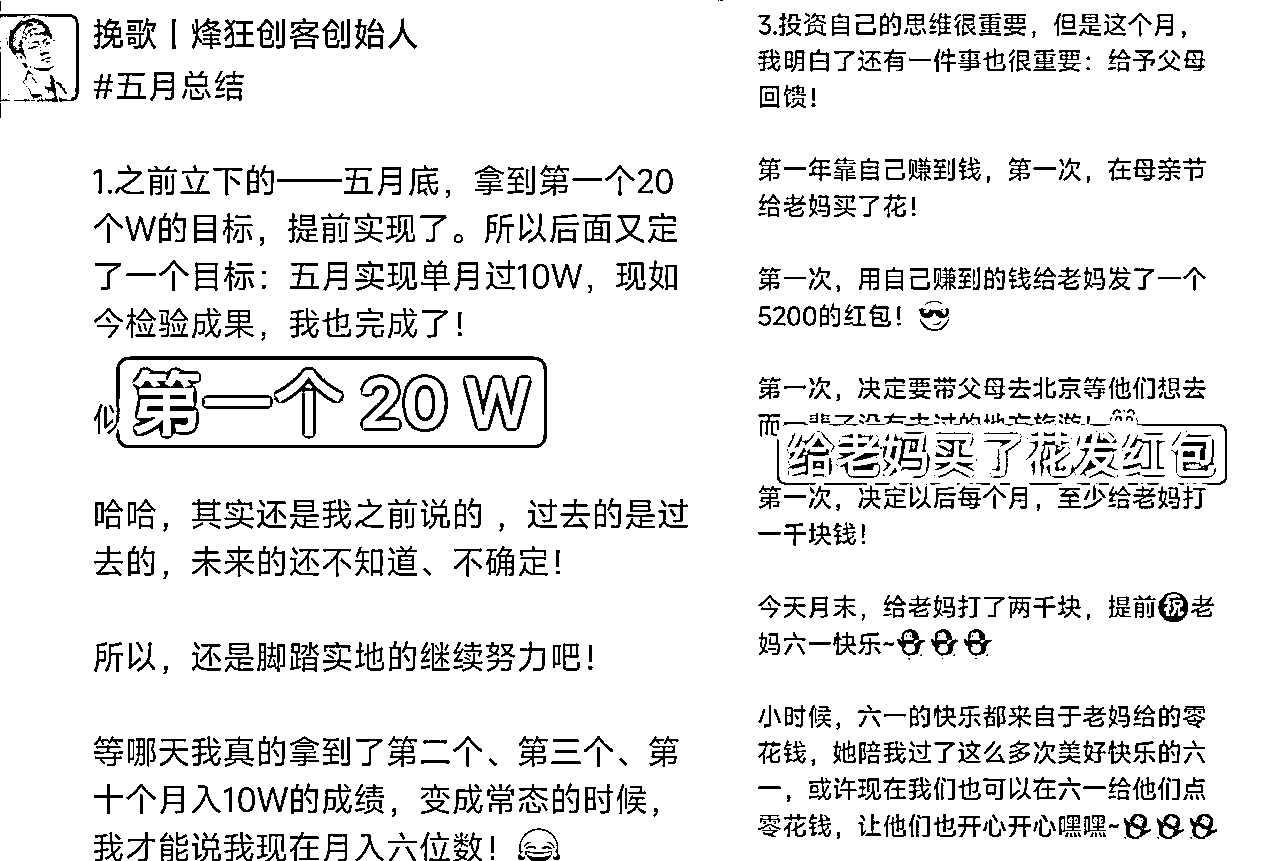 挽歌丨烽狂创客创始人
#五月总结
1.之前立下的——五月底，拿到第一个20
个W的目标，提前实现了。所以后面又定
了一个目标：五月实现单月过10W，现如
今检验成果，我也完成了！
第一个 20 W
哈哈，其实还是我之前说的 ，过去的是过
去的，未来的还不知道、不确定！
所以，还是脚踏实地的继续努力吧！
等哪天我真的拿到了第二个、第三个、第
十个月入10W的成绩，变成常态的时候，
我才能说我现在月入六位数！😂
3.投资自己的思维很重要，但是这个月，
我明白了还有一件事也很重要：给予父母
回馈！
第一年靠自己赚到钱，第一次，在母亲节
给老妈买了花！
第一次，用自己赚到的钱给老妈发了一个
5200的红包！😎
第一次，决定要带父母去北京等他们想去
而一辈子没有去过的地方旅游！
给老妈买了花发红包
第一次，决定以后每个月，至少给老妈打
一千块钱！
今天月末，给老妈打了两千块，提前㊗老
妈六一快乐~🐧🐧🐧
小时候，六一的快乐都来自于老妈给的零
花钱，她陪我过了这么多次美好快乐的六
一，或许现在我们也可以在六一给他们点
零花钱，让他们也开心开心嘿嘿~